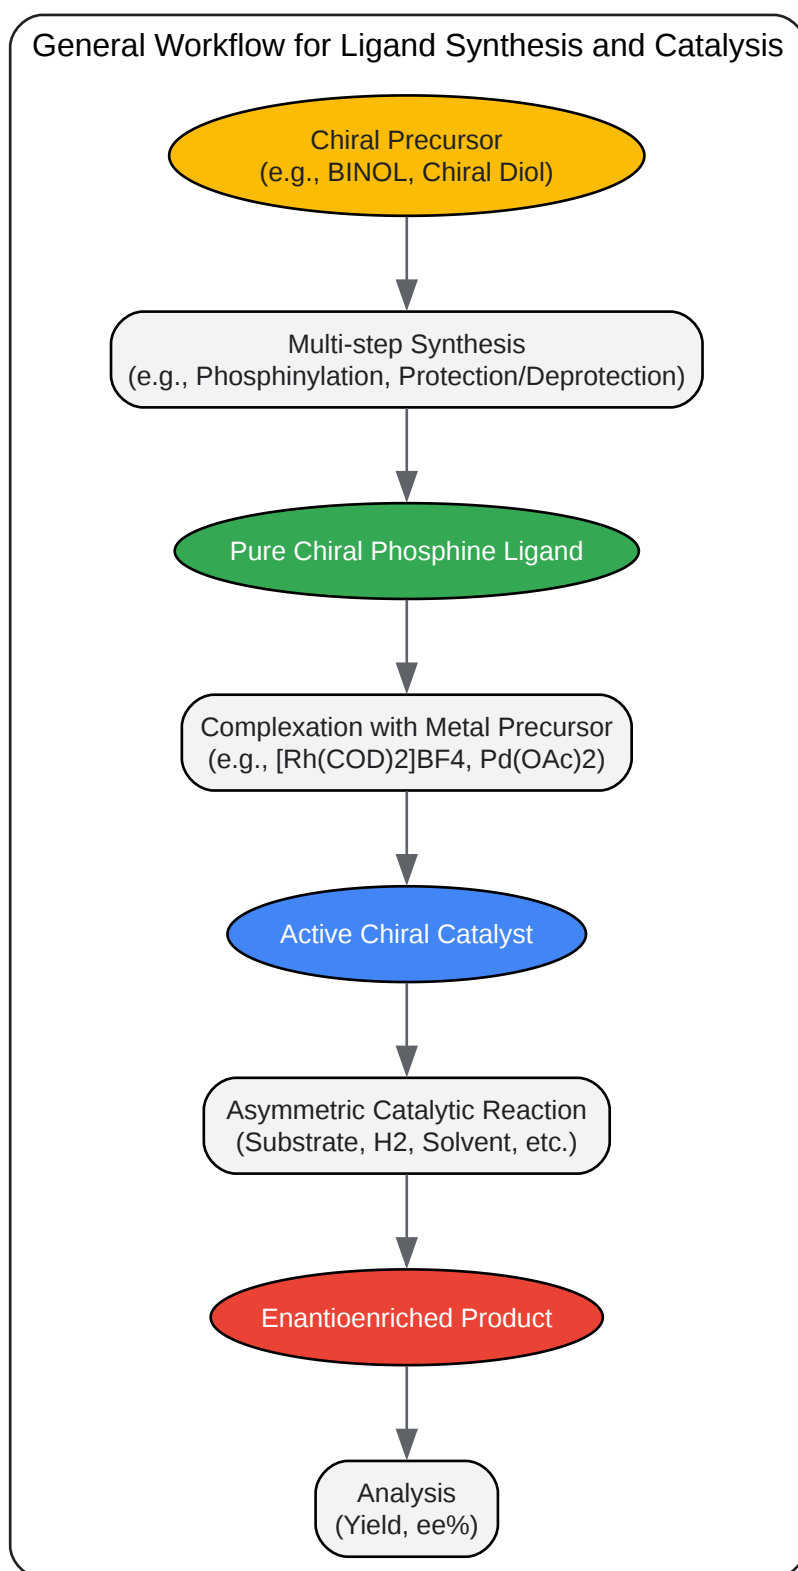 General Workflow for Ligand Synthesis and Catalysis
Chiral Precursor
(e.g., BINOL, Chiral Diol)
Multi-step Synthesis
(e.g., Phosphinylation, Protection/Deprotection)
Pure Chiral Phosphine Ligand
Complexation with Metal Precursor
(e.g., [Rh(COD)2]BF4, Pd(OAc)2)
Active Chiral Catalyst
Asymmetric Catalytic Reaction
(Substrate, H2, Solvent, etc.)
Enantioenriched Product
Analysis
(Yield, ee%)